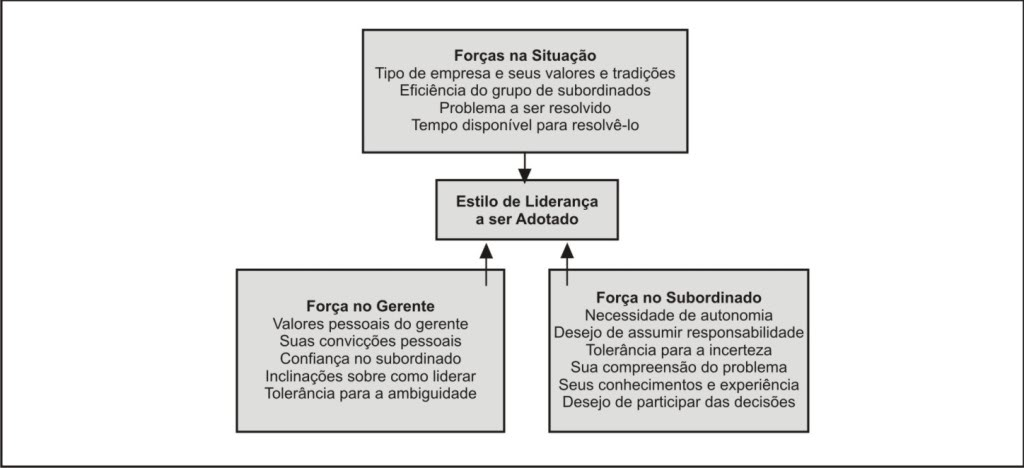 Forças na Situação
Tipo de empresa e seus valores e tradições
Eficiência do grupo de subordinados
Problema a ser resolvido
Tempo disponível para resolvê-lo
Estilo de Liderança
a ser Adotado
Força no Gerente
Valores pessoais do gerente
Suas convicções pessoais
Confiança no subordinado
Inclinações sobre como liderar
Tolerância para a ambiguidade
Força no Subordinado
Necessidade de autonomia
Desejo de assumir responsabilidade
Tolerância para a incerteza
Sua compreensão do problema
Seus conhecimentos e experiência
Desejo de participar das decisões